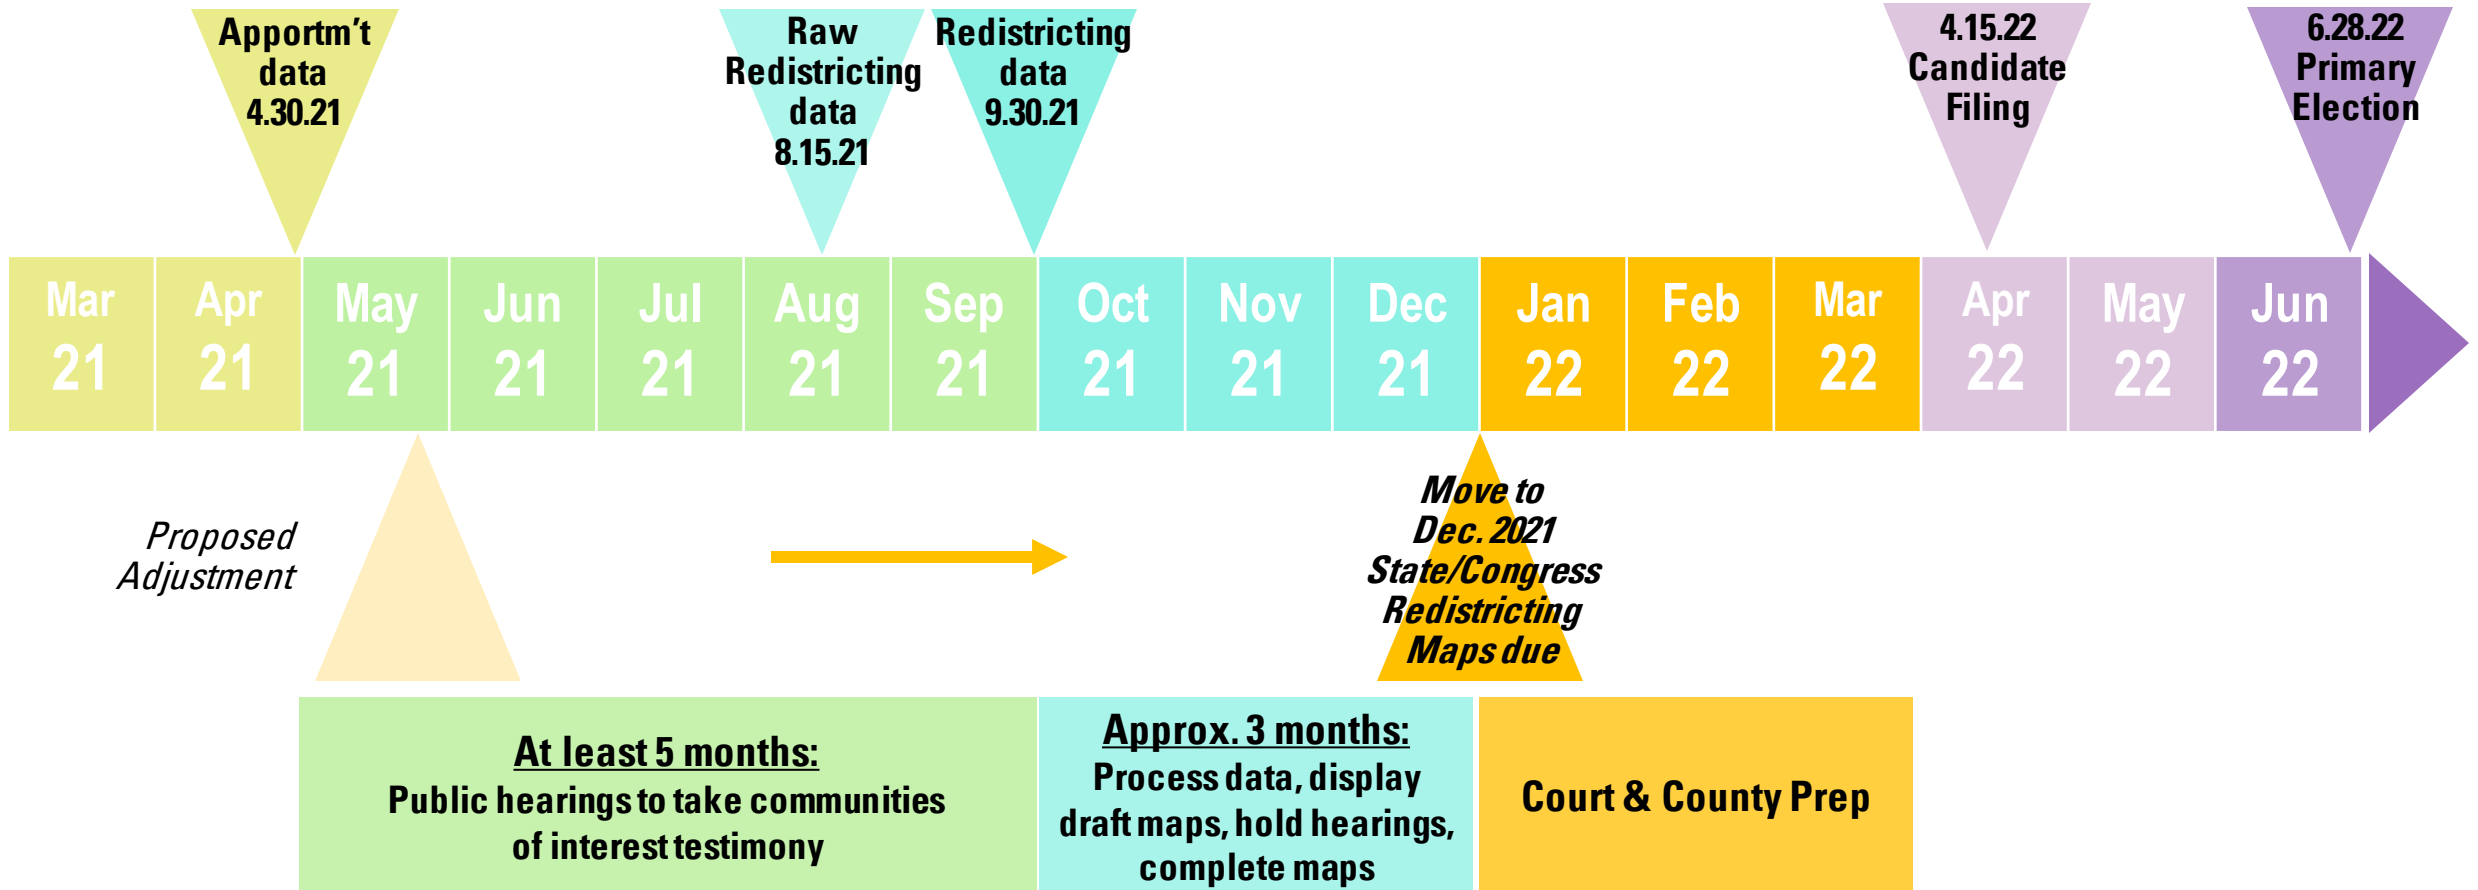 Apportm't
data
4.30.21
Raw
Redistricting
data
8.15.21
Redistricting
data
9.30.21
4.15.22
Candidate
Filing
6.28.22
Primary
Election
Mar
21
Apr
21
May
21
Jun
21
Jul
21
Aug
21
Sep
21
Oct
21
Nov
21
Dec
21
Jan
22
Feb
22
Mar
22
Apr
22
May
22
Jun
22
Proposed
Adjustment
Move to
Dec. 2021
State/Congress
Redistricting
Maps due
At least 5 months:
Public hearings to take communities
of interest testimony
Approx. 3 months:
Process data, display
draft maps, hold hearings,
complete maps
Court & County Prep